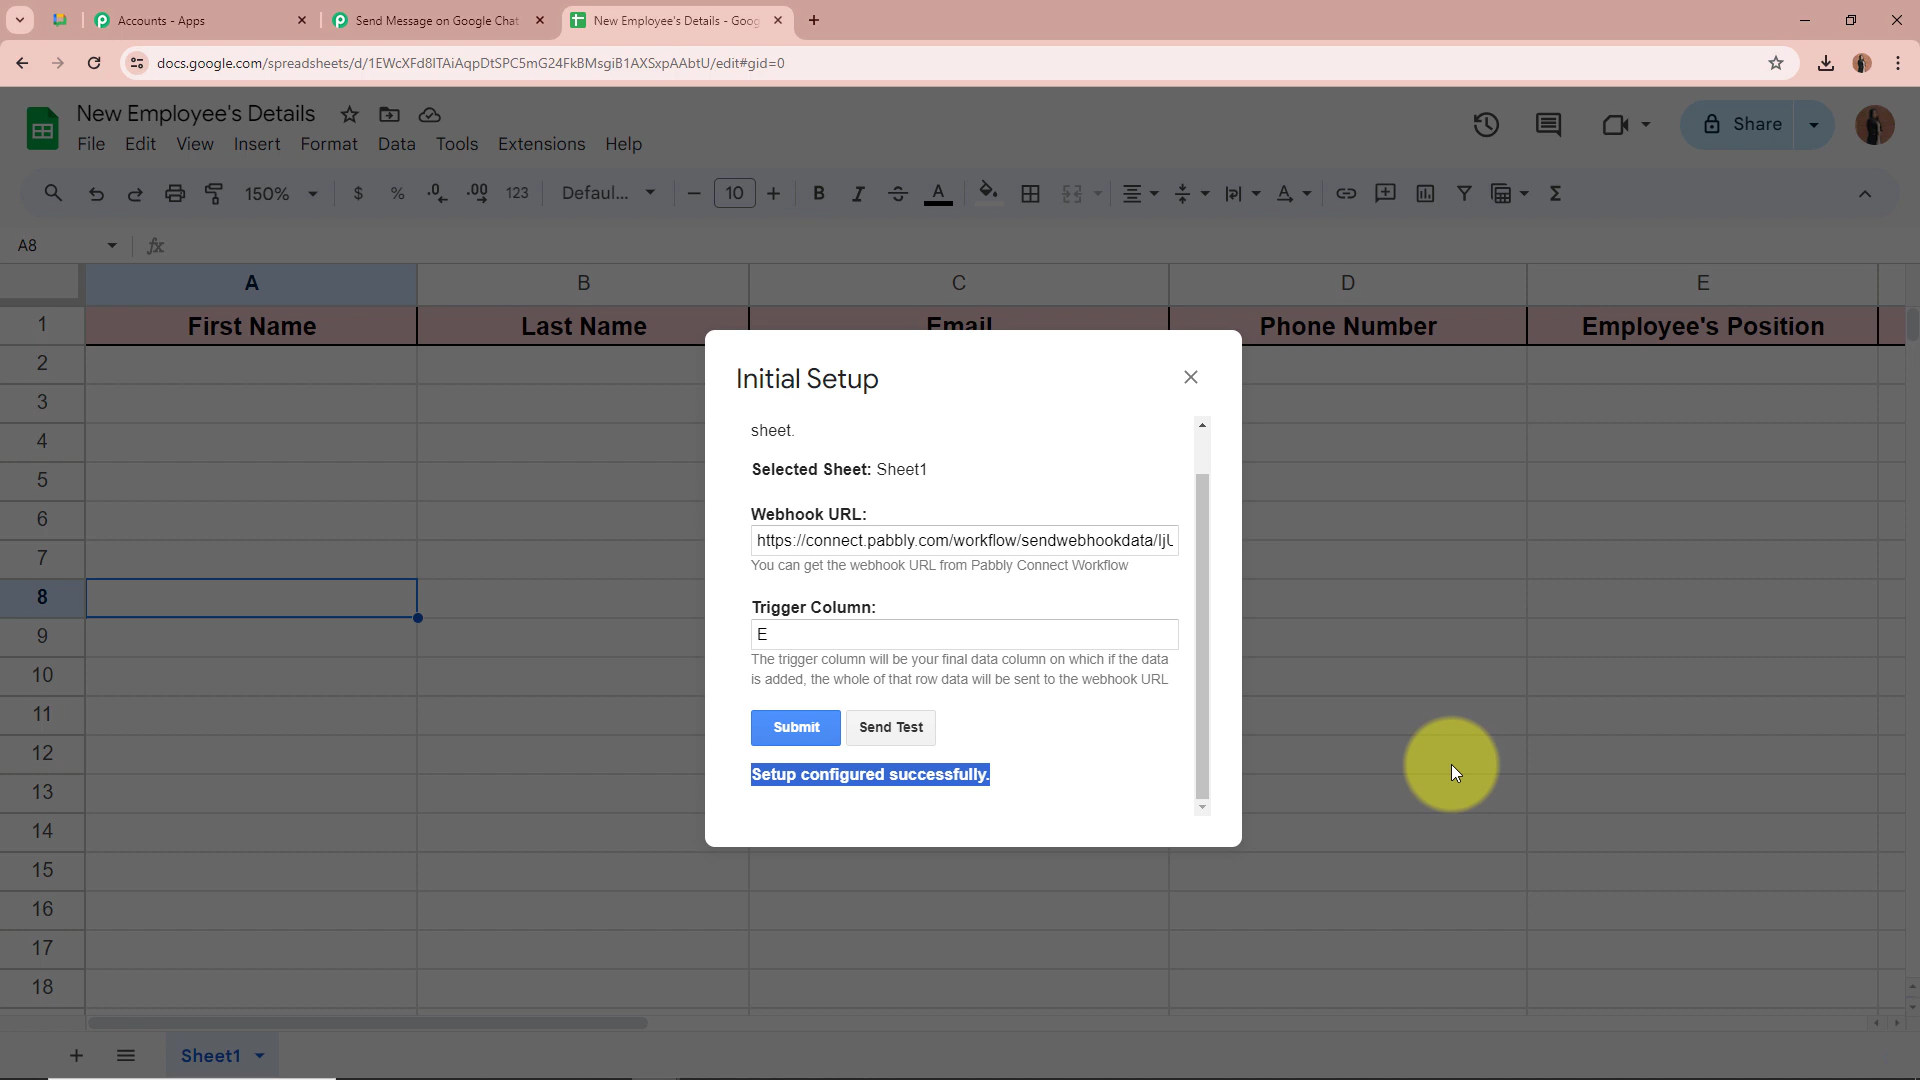 Accounts - Apps
Send Message on Google Chat
New Employee's Details - Goog
docs.google.com/spreadsheets/d/1EWcXFd8ITAiAqpDtSPC5mG24FkBMsgiB1AXSxpAAbtU/edit#gid=0
New Employee's Details
File Edit View Insert Format Data Tools Extensions Help
Share
150% $ % .0 .00 123 Defaul... 10 B I A
A8 fx
A B C D E
1 First Name Last Name Email Phone Number Employee's Position
2
3
4
5
6
7
8
9
10
11
12
13
14
15
16
17
18
Initial Setup
sheet.
Selected Sheet: Sheet1
Webhook URL:
https://connect.pabbly.com/workflow/sendwebhookdata/IjU
You can get the webhook URL from Pabbly Connect Workflow
Trigger Column:
E
The trigger column will be your final data column on which if the data
is added, the whole of that row data will be sent to the webhook URL
Submit Send Test
Setup configured successfully.
Sheet1